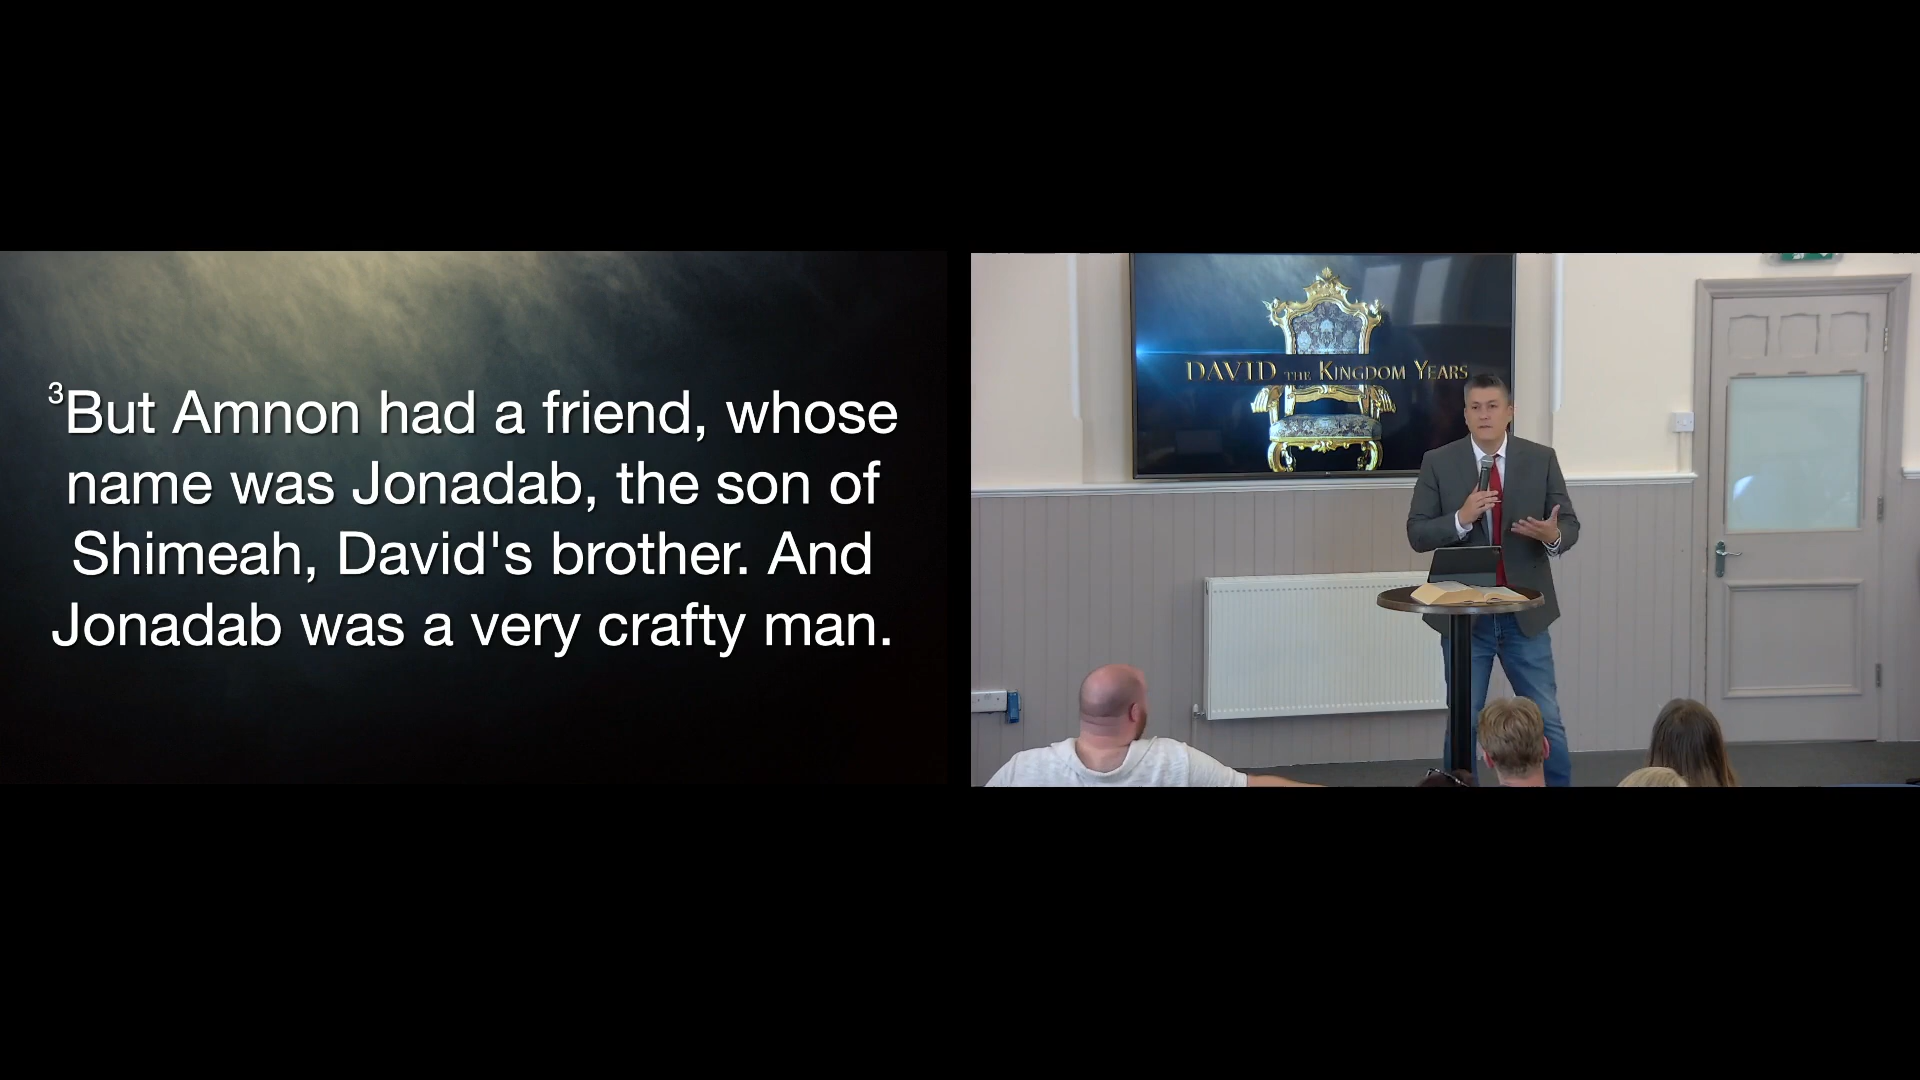 ³But Amnon had a friend, whose
name was Jonadab, the son of
Shimeah, David's brother. And
Jonadab was a very crafty man.
DAVID THE KINGDOM YEARS